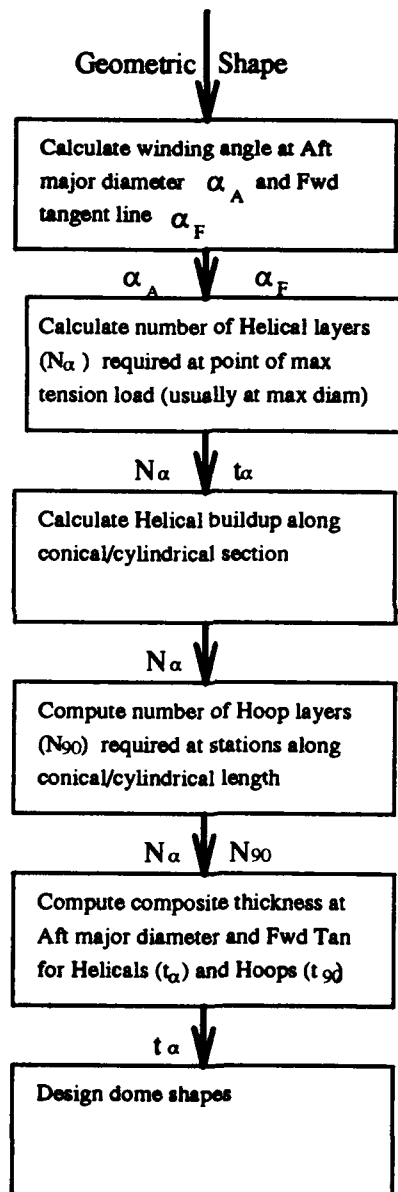 Geometric Shape
Calculate winding angle at Aft
major diameter α A and Fwd
tangent line α F
α A α F
Calculate number of Helical layers
(Nα ) required at point of max
tension load (usually at max diam)
Nα tα
Calculate Helical buildup along
conical/cylindrical section
Nα
Compute number of Hoop layers
(N90) required at stations along
conical/cylindrical length
Nα N90
Compute composite thickness at
Aft major diameter and Fwd Tan
for Helicals (tα) and Hoops (t 90)
tα
Design dome shapes